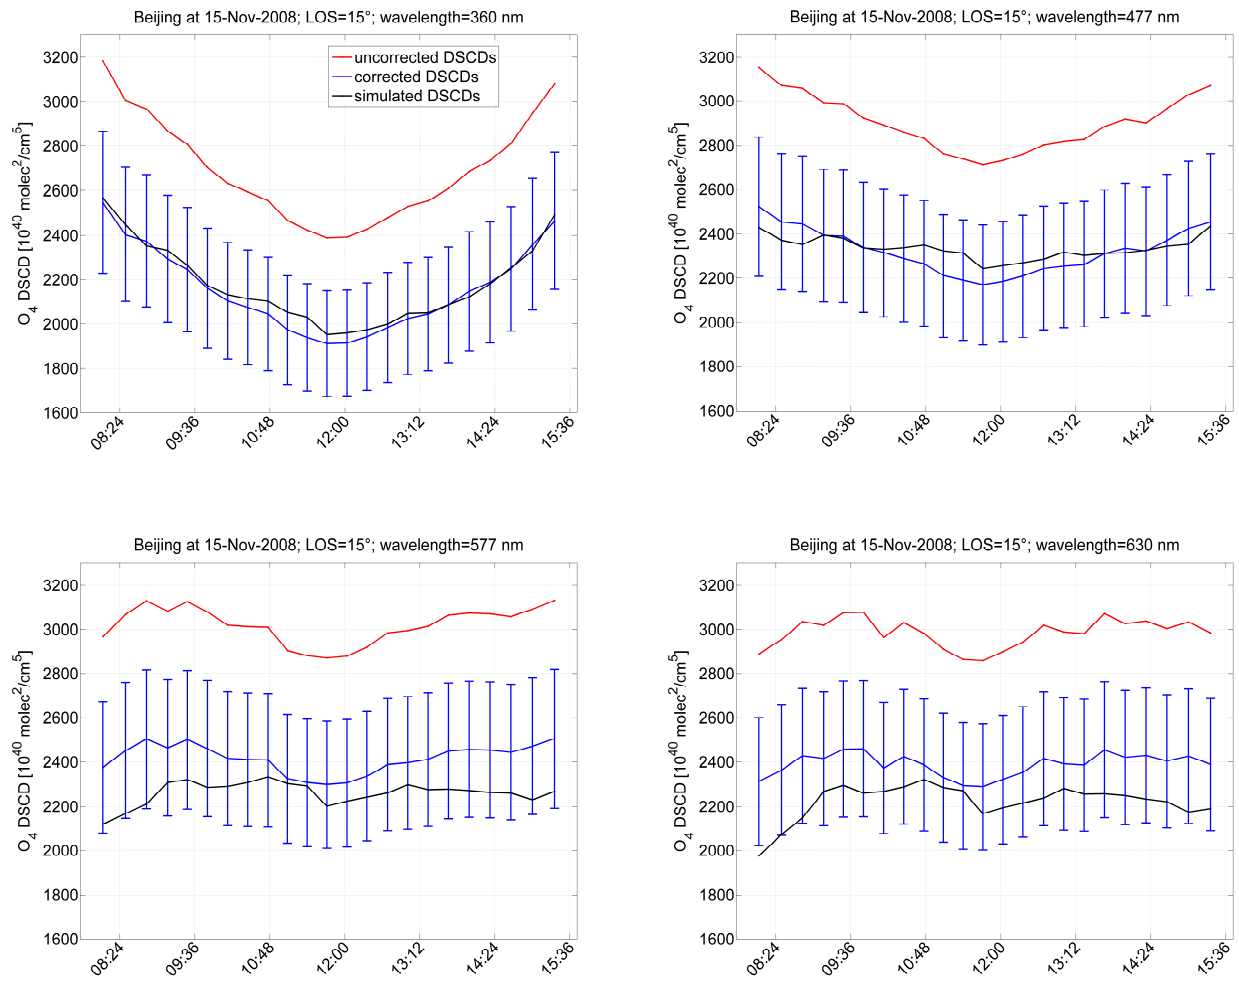 Beijing at 15-Nov-2008; LOS=15°; wavelength=360 nm
O4 DSCD [10^40 molec^2/cm^5]
3200
3000
2800
2600
2400
2200
2000
1800
1600
uncorrected DSCDs
corrected DSCDs
simulated DSCDs
08:24 09:36 10:48 12:00 13:12 14:24 15:36
Beijing at 15-Nov-2008; LOS=15°; wavelength=477 nm
O4 DSCD [10^40 molec^2/cm^5]
3200
3000
2800
2600
2400
2200
2000
1800
1600
08:24 09:36 10:48 12:00 13:12 14:24 15:36
Beijing at 15-Nov-2008; LOS=15°; wavelength=577 nm
O4 DSCD [10^40 molec^2/cm^5]
3200
3000
2800
2600
2400
2200
2000
1800
1600
08:24 09:36 10:48 12:00 13:12 14:24 15:36
Beijing at 15-Nov-2008; LOS=15°; wavelength=630 nm
O4 DSCD [10^40 molec^2/cm^5]
3200
3000
2800
2600
2400
2200
2000
1800
1600
08:24 09:36 10:48 12:00 13:12 14:24 15:36